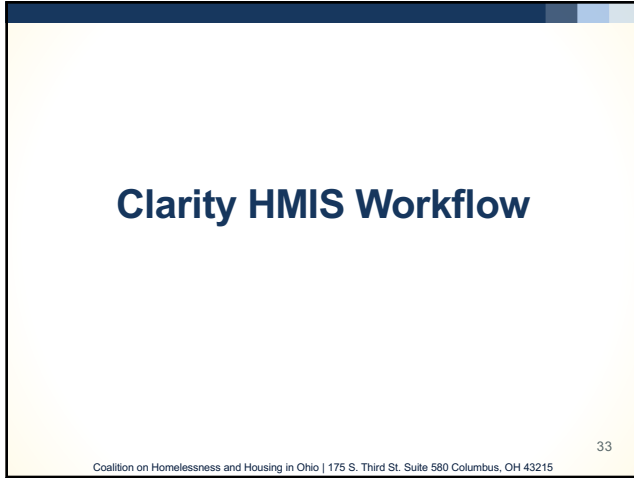 Clarity HMIS Workflow
33
Coalition on Homelessness and Housing in Ohio | 175 S. Third St. Suite 580 Columbus, OH 43215